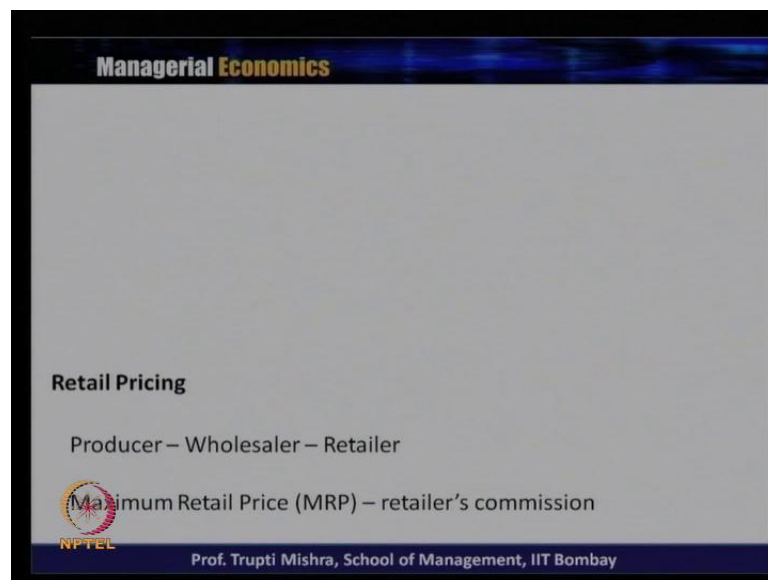 Managerial Economics
Retail Pricing
Producer – Wholesaler – Retailer
Maximum Retail Price (MRP) – retailer's commission
NPTEL
Prof. Trupti Mishra, School of Management, IIT Bombay